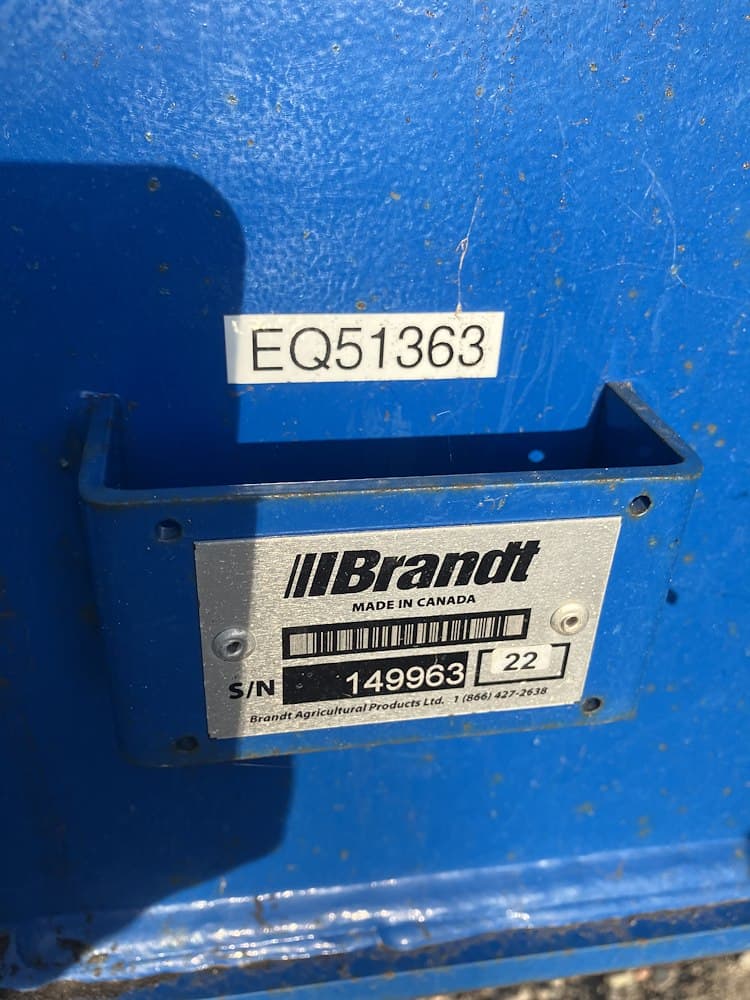 EQ51363
Brandt
MADE IN CANADA
S/N 149963 22
Brandt Agricultural Products Ltd. 1 (866) 427-2638